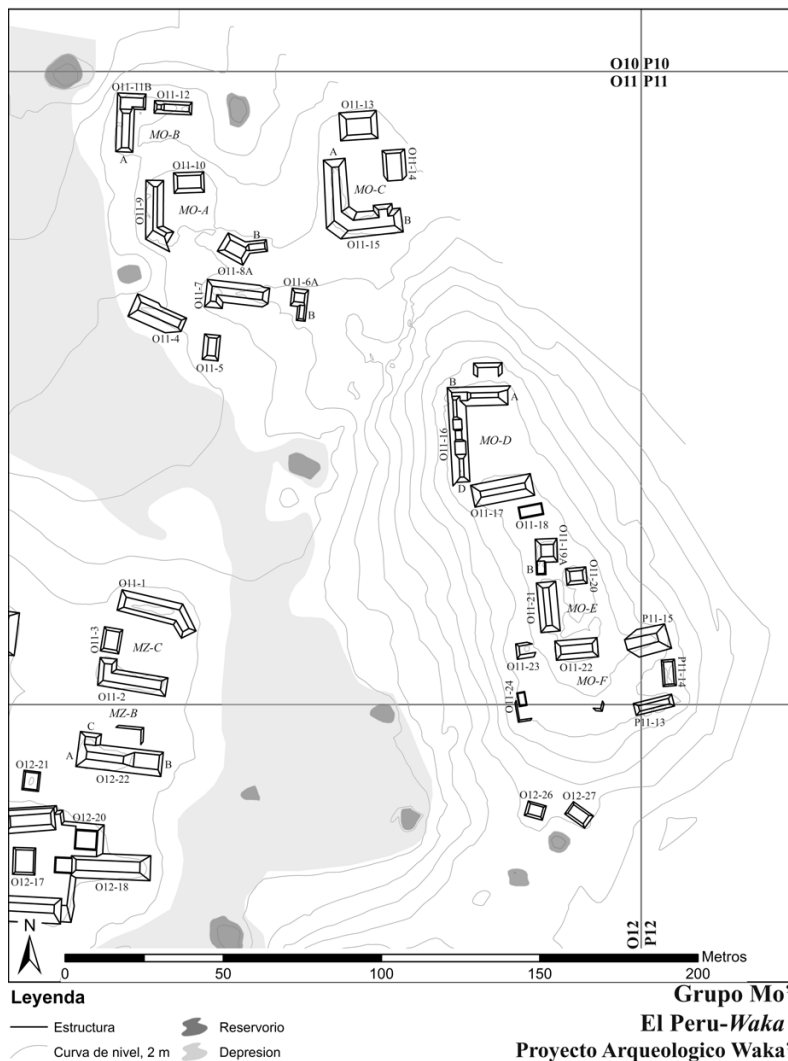 O10 P10
O11 P11
O11-11B
O11-12
MO-B
A
O11-13
O11-10
A
O11-14
MO-C
O11-9
MO-A
B
B
O11-15
O11-8A
O11-7
O11-6A
B
O11-4
O11-5
B
A
O11-16
MO-D
D
O11-17
O11-18
O11-19A
B
O11-20
O11-1
O11-21
MO-E
O11-3
MZ-C
P11-15
O11-23
O11-22
O11-2
MO-F
P11-14
O11-24
MZ-B
P11-13
C
A
B
O12-22
O12-21
O12-26
O12-27
O12-20
O12-17
O12-18
O12
P12
N
Metros
0 50 100 150 200
Leyenda
Estructura
Reservorio
Curva de nivel, 2 m
Depresion
Grupo Mo'
El Peru-Waka'
Proyecto Arqueologico Waka'